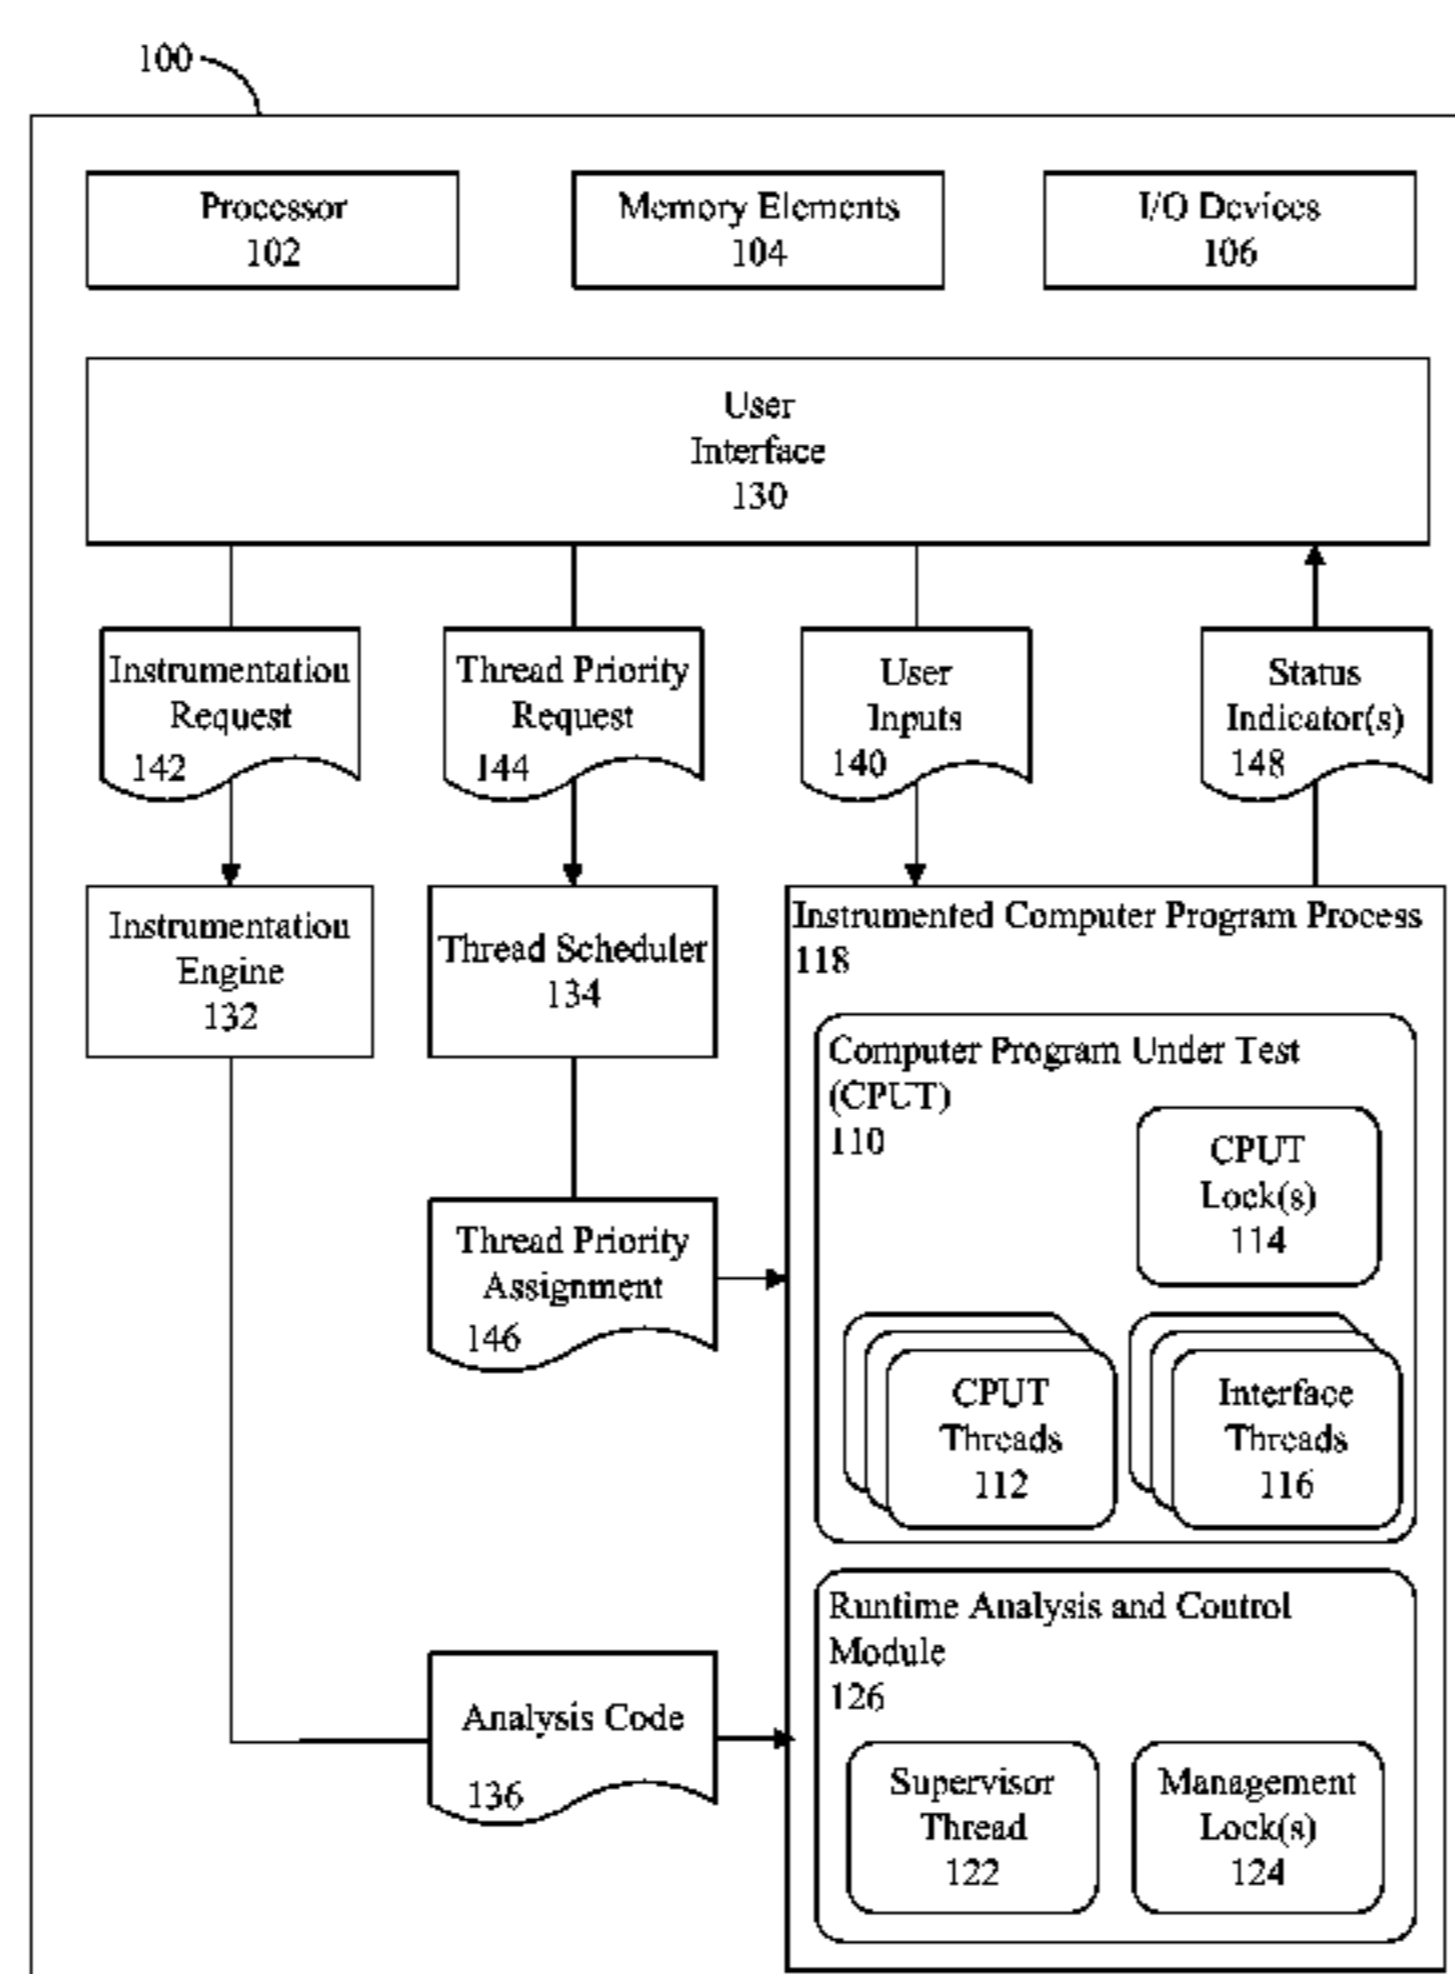 100
Processor
102
Memory Elements
104
I/O Devices
106
User
Interface
130
Instrumentation
Request
142
Thread Priority
Request
144
User
Inputs
140
Status
Indicator(s)
148
Instrumentation
Engine
132
Thread Scheduler
134
Instrumented Computer Program Process
118
Computer Program Under Test
(CPUT)
110
CPUT
Lock(s)
114
Thread Priority
Assignment
146
CPUT
Threads
112
Interface
Threads
116
Runtime Analysis and Control
Module
126
Analysis Code
136
Supervisor
Thread
122
Management
Lock(s)
124